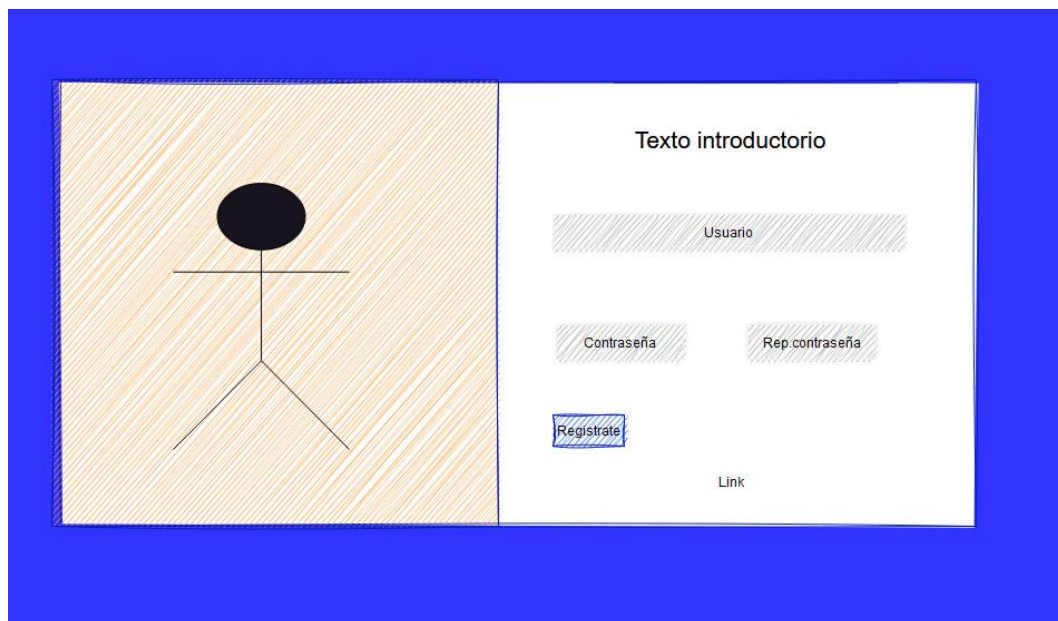 Texto introductorio
Usuario
Contraseña
Rep.contraseña
Registrate
Link